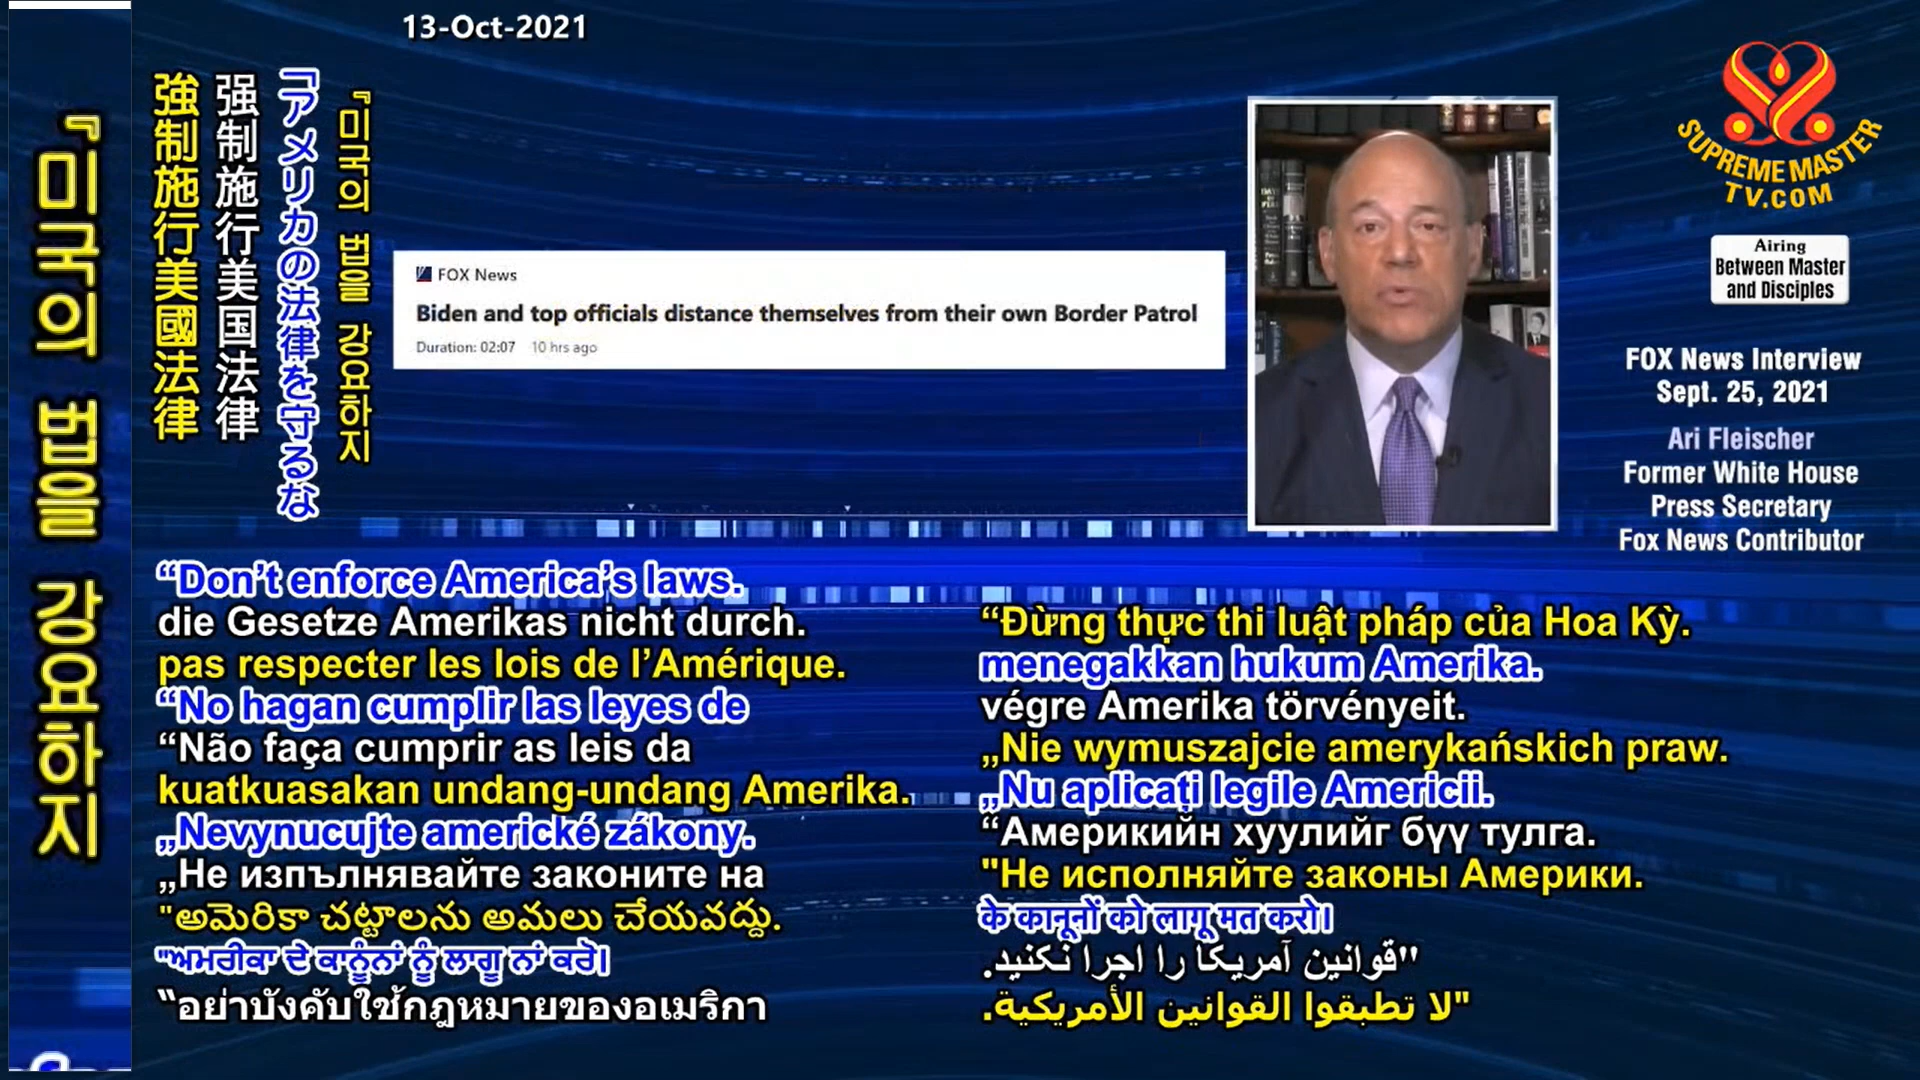 13-Oct-2021
『미국의 법을 강요하지
強制施行美國法律
强制施行美国法律
「アメリカの法律を守るな
『미국의 법을 강요하지
FOX News
Biden and top officials distance themselves from their own Border Patrol
Duration: 02:07 10 hrs ago
SUPREME MASTER
TV.COM
Airing
Between Master
and Disciples
FOX News Interview
Sept. 25, 2021
Ari Fleischer
Former White House
Press Secretary
Fox News Contributor
“Don’t enforce America’s laws.
die Gesetze Amerikas nicht durch.
pas respecter les lois de l’Amérique.
“No hagan cumplir las leyes de
“Não faça cumprir as leis da
kuatkuasakan undang-undang Amerika.
„Nevynucujte americké zákony.
„Не изпълнявайте законите на
"అమెరికా చట్టాలను అమలు చేయవద్దు.
"ਅਮਰੀਕਾ ਦੇ ਕਾਨੂੰਨਾਂ ਨੂੰ ਲਾਗੂ ਨਾਂ ਕਰੋ।
“อย่าบังคับใช้กฎหมายของอเมริกา
“Đừng thực thi luật pháp của Hoa Kỳ.
menegakkan hukum Amerika.
végre Amerika törvényeit.
„Nie wymuszajcie amerykańskich praw.
„Nu aplicați legile Americii.
“Америкийн хуулийг бүү тулга.
"Не исполняйте законы Америки.
के कानूनों को लागू मत करो।
"قوانین آمریکا را اجرا نکنید.
"لا تطبقوا القوانين الأمريكية.